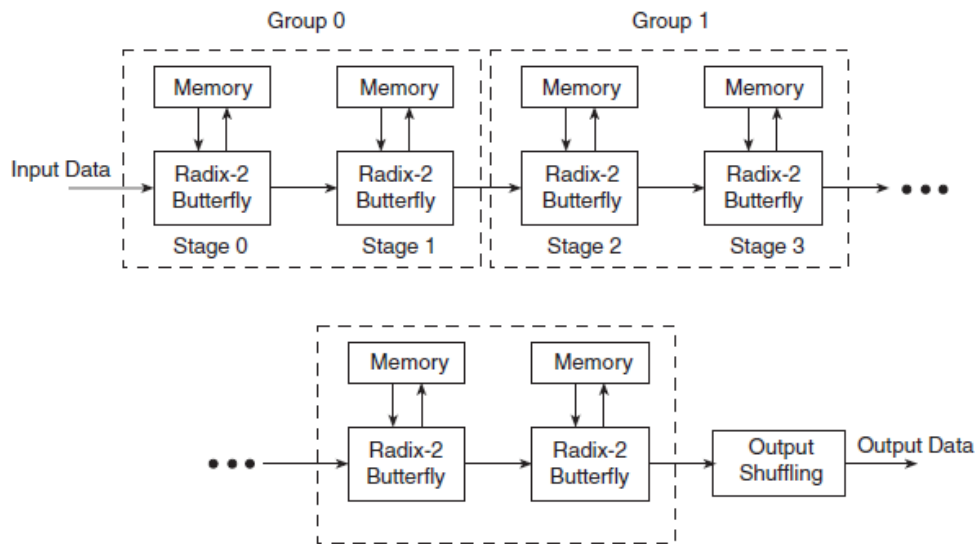 Group 0
Group 1
Memory
Memory
Memory
Memory
Input Data
Radix-2
Butterfly
Radix-2
Butterfly
Radix-2
Butterfly
Radix-2
Butterfly
Stage 0
Stage 1
Stage 2
Stage 3
Memory
Memory
Radix-2
Butterfly
Radix-2
Butterfly
Output
Shuffling
Output Data